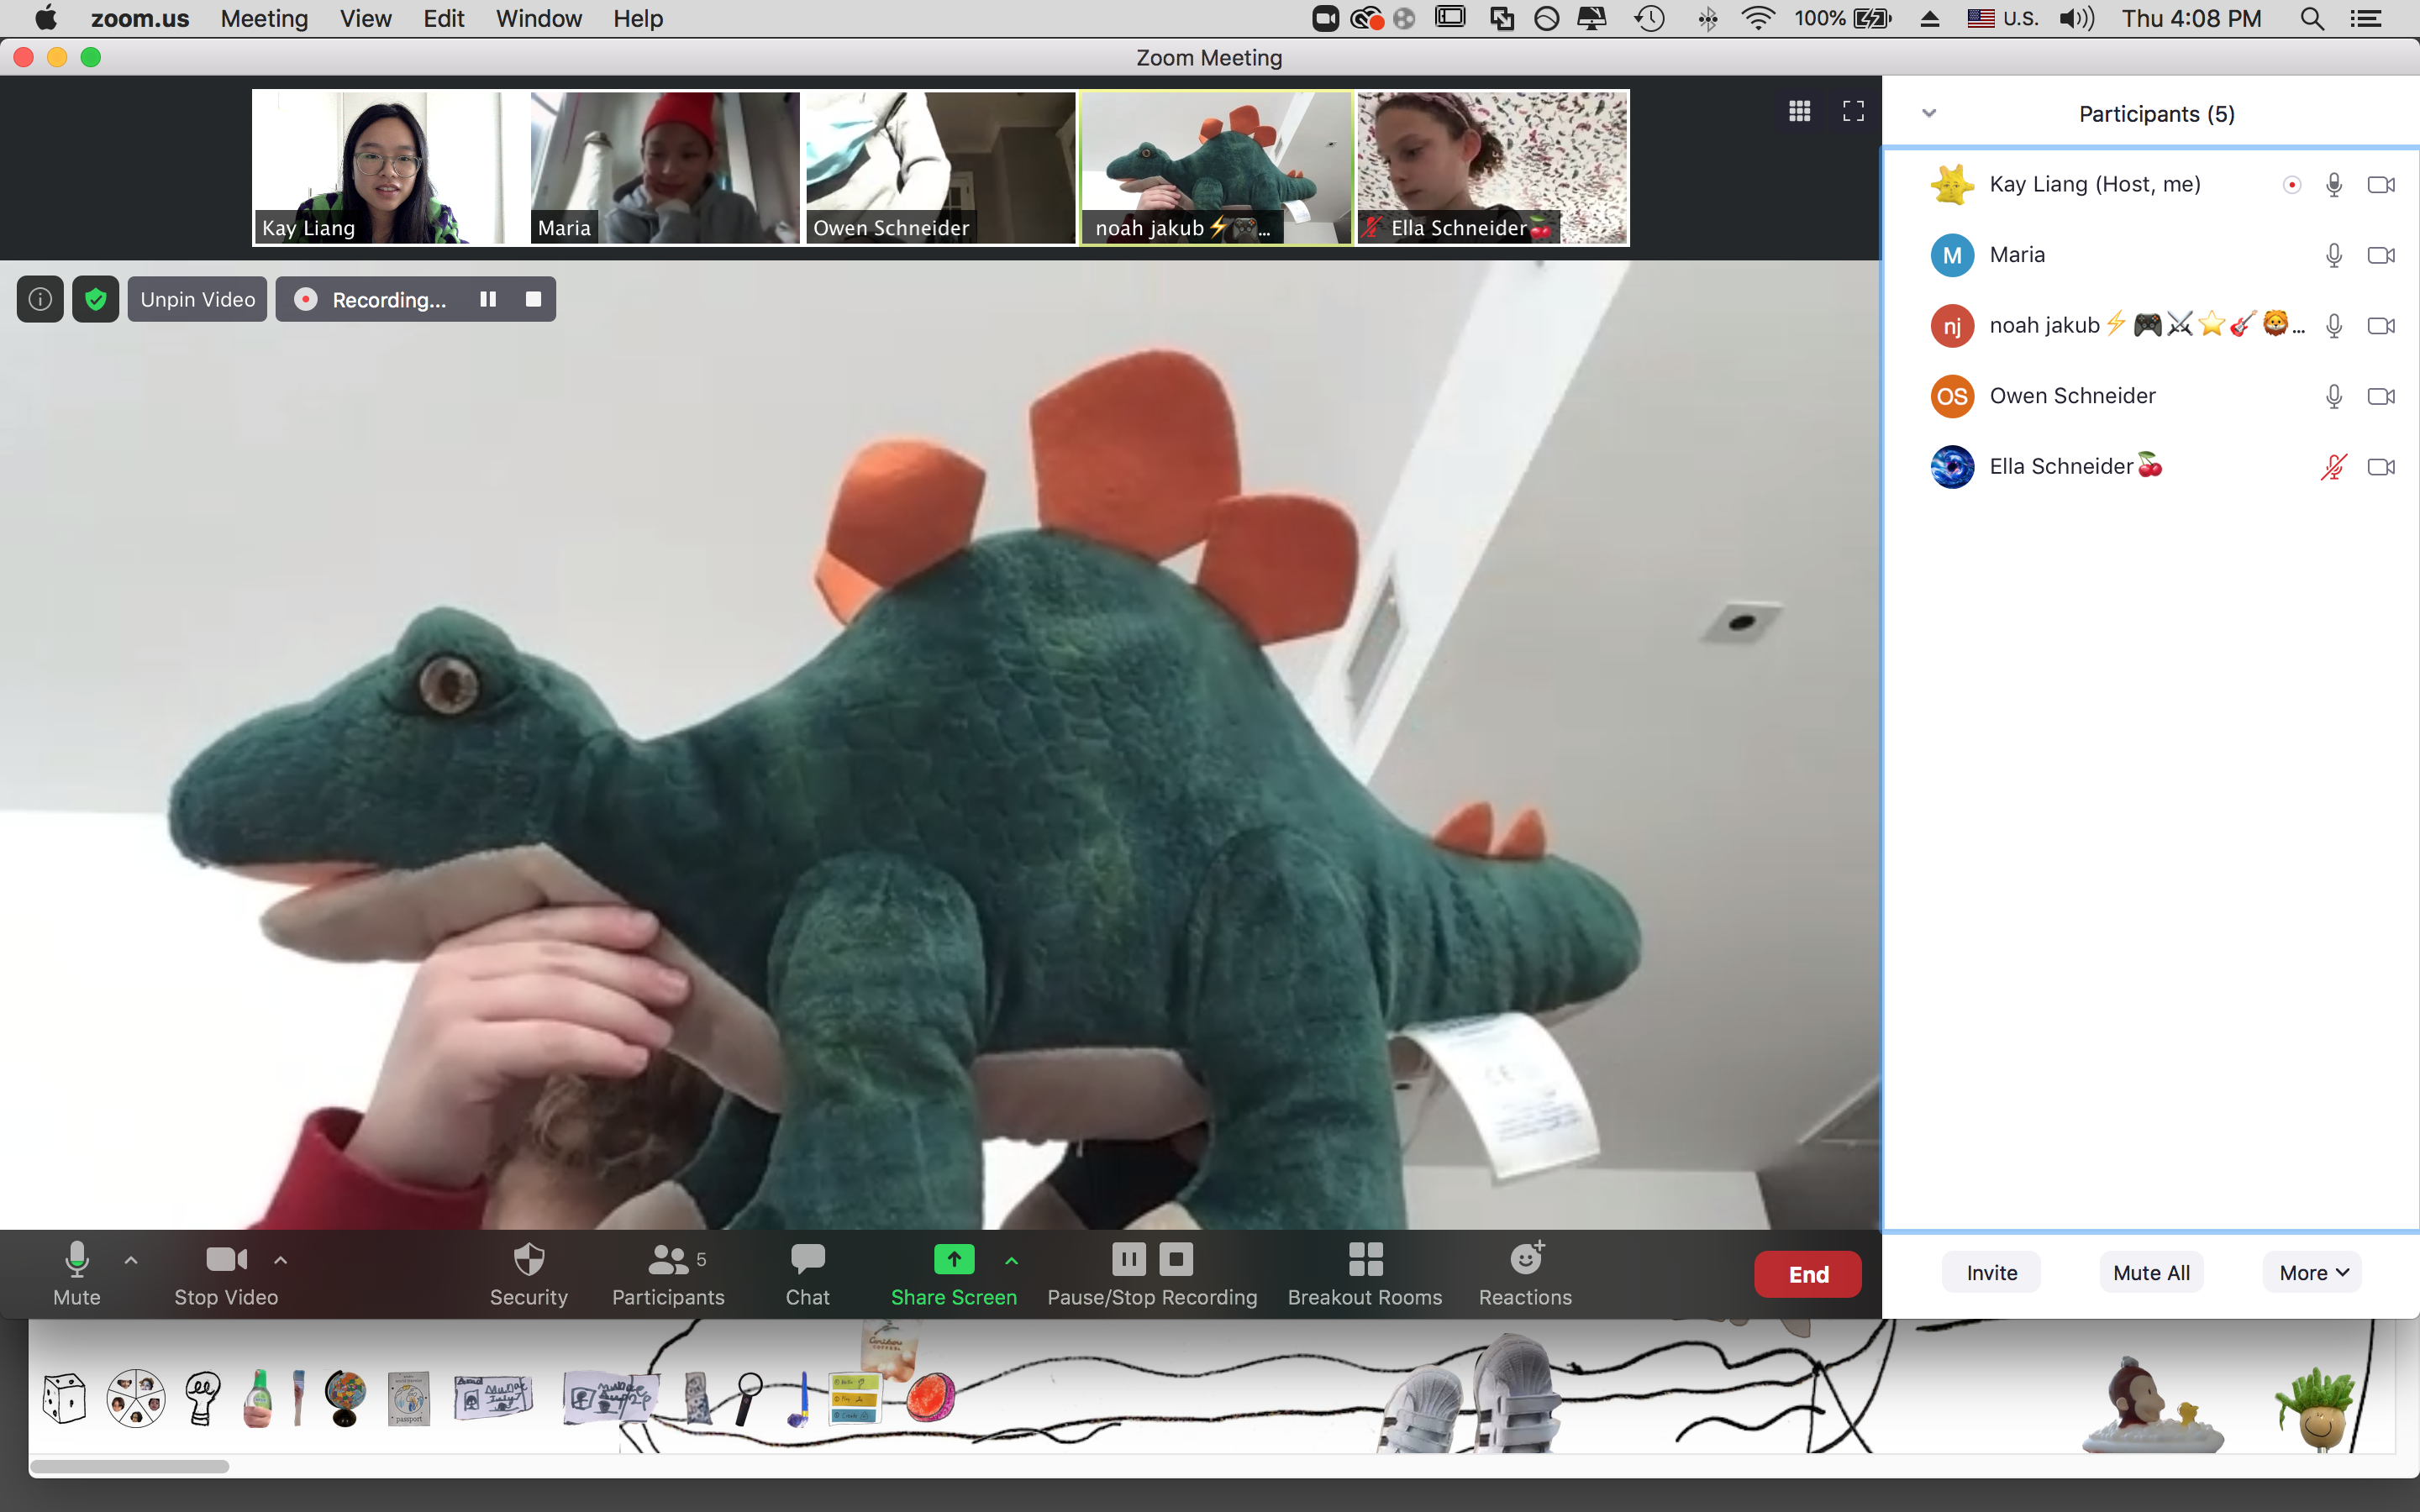 zoom.us Meeting View Edit Window Help 100% U.S. Thu 4:08 PM
Zoom Meeting
Kay Liang
Maria
Owen Schneider
noah jakub⚡🎮...
Ella Schneider🍒
Unpin Video
Recording...
Participants (5)
Kay Liang (Host, me)
M Maria
nj noah jakub⚡🎮⚔⭐🎸🦁...
OS Owen Schneider
Ella Schneider🍒
CE
Mute
Stop Video
Security
Participants 5
Chat
Share Screen
Pause/Stop Recording
Breakout Rooms
Reactions
End
Invite
Mute All
More
passport